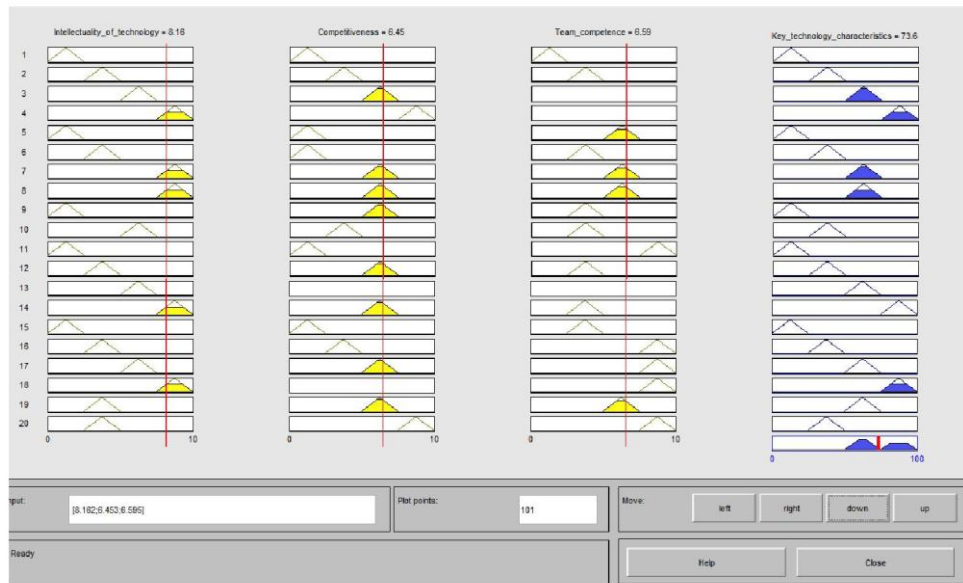 Intellectuality_of_technology = 8.16
Competitiveness = 6.45
Team_competence = 6.59
Key_technology_characteristics = 73.6
1
2
3
4
5
6
7
8
9
10
11
12
13
14
15
16
17
18
19
20
0 10
0 10
0 10
0 100
nput:
[8.162;6.453;6.595]
Plot points:
101
Move:
left
right
down
up
Ready
Help
Close